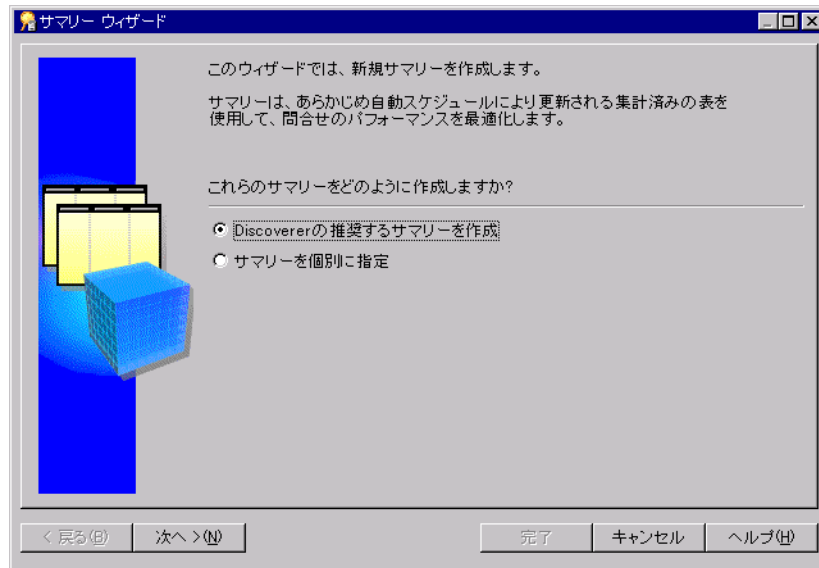 サマリー ウィザード
このウィザードでは、新規サマリーを作成します。
サマリーは、あらかじめ自動スケジュールにより更新される集計済みの表を
使用して、問合せのパフォーマンスを最適化します。
これらのサマリーをどのように作成しますか?
Discovererの推奨するサマリーを作成
サマリーを個別に指定
< 戻る(B) 次へ >(N) 完了 キャンセル ヘルプ(H)